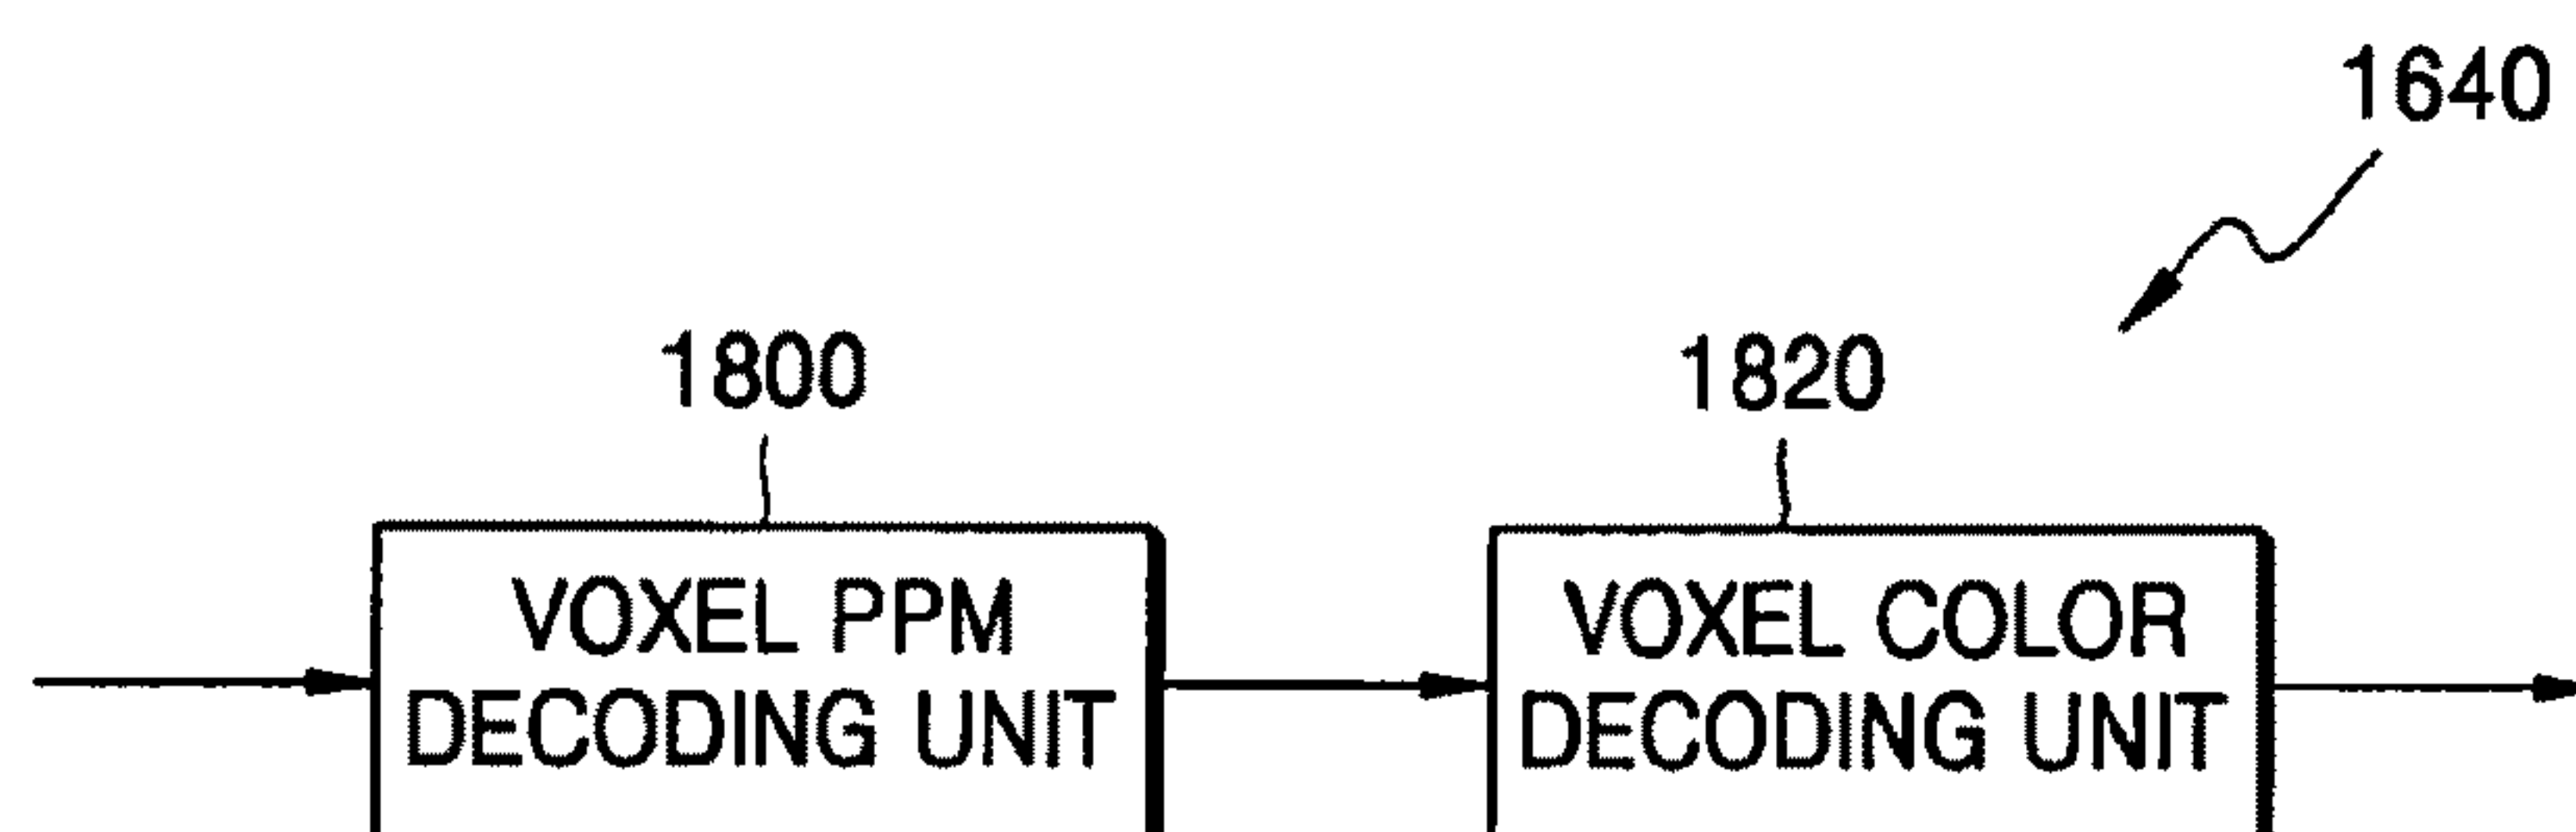 1640
1800
1820
VOXEL PPM
DECODING UNIT
VOXEL COLOR
DECODING UNIT